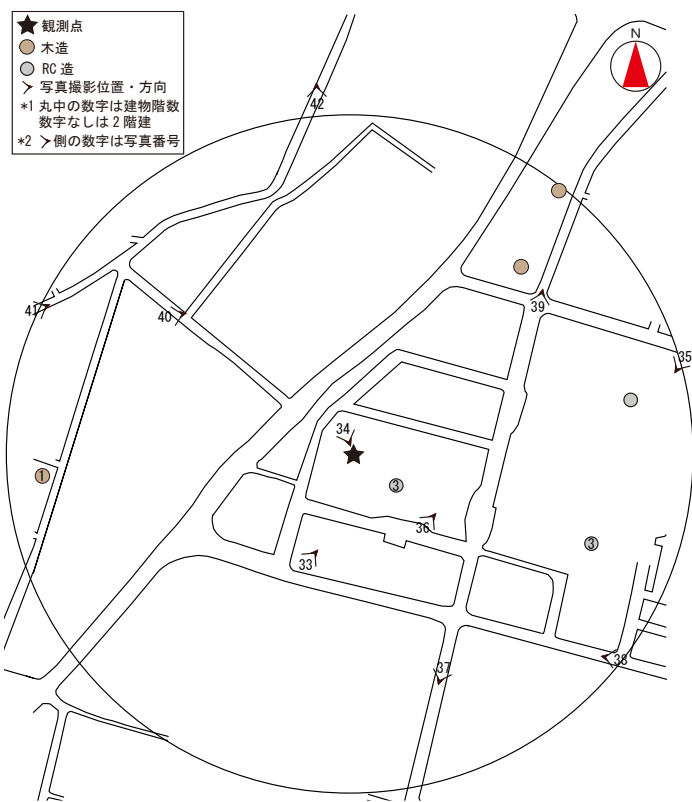 観測点
木造
RC 造
写真撮影位置・方向
*1 丸中の数字は建物階数
数字なしは 2 階建
*2 側の数字は写真番号
N
42
41
40
39
35
34
1
3
36
3
33
37
38